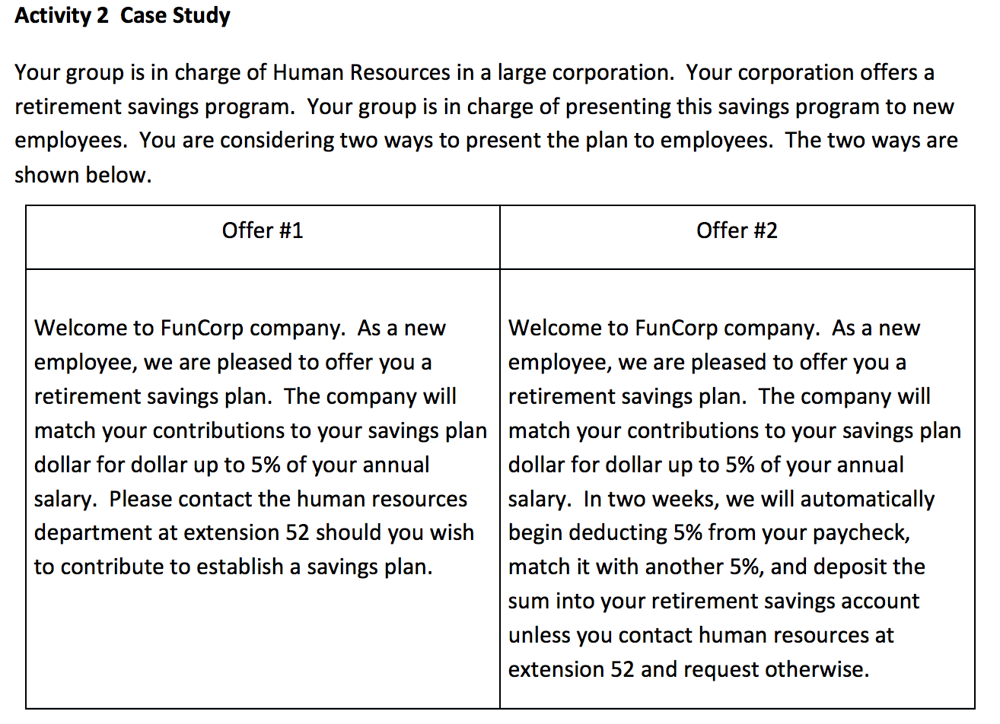 Activity 2  Case Study
Your group is in charge of Human Resources in a large corporation.  Your corporation offers a
retirement savings program.  Your group is in charge of presenting this savings program to new
employees.  You are considering two ways to present the plan to employees.  The two ways are
shown below.
Offer #1
Offer #2
Welcome to FunCorp company.  As a new
employee, we are pleased to offer you a
retirement savings plan.  The company will
match your contributions to your savings plan
dollar for dollar up to 5% of your annual
salary.  Please contact the human resources
department at extension 52 should you wish
to contribute to establish a savings plan.
Welcome to FunCorp company.  As a new
employee, we are pleased to offer you a
retirement savings plan.  The company will
match your contributions to your savings plan
dollar for dollar up to 5% of your annual
salary.  In two weeks, we will automatically
begin deducting 5% from your paycheck,
match it with another 5%, and deposit the
sum into your retirement savings account
unless you contact human resources at
extension 52 and request otherwise.